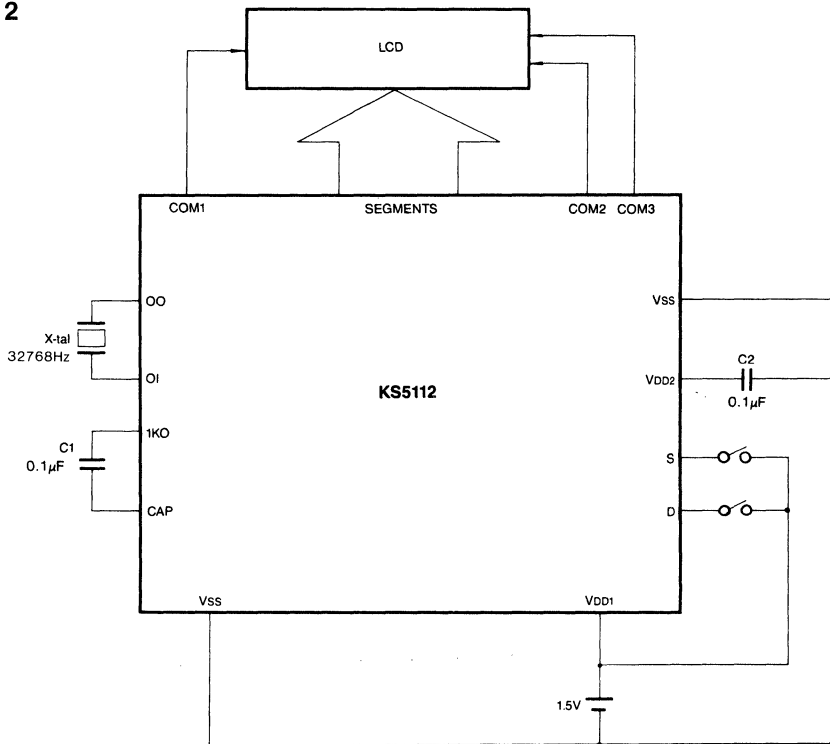 2
LCD
COM1
SEGMENTS
COM2
COM3
OO
VSS
X-tal
32768Hz
C2
OI
VDD2
KS5112
0.1μF
1KO
C1
0.1μF
S
CAP
D
VSS
VDD1
1.5V